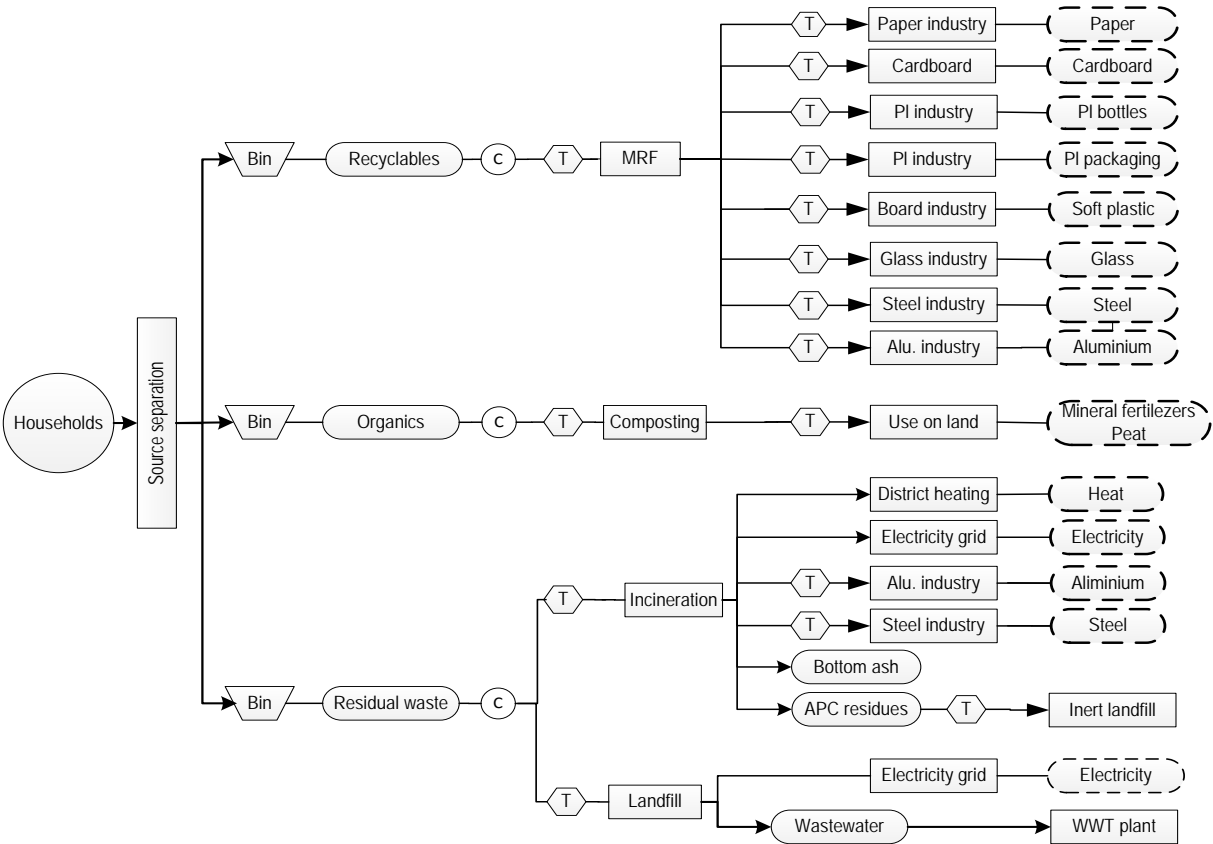 T
Paper industry
Paper
T
Cardboard
Cardboard
T
Pl industry
Pl bottles
Bin
Recyclables
C
T
MRF
T
Pl industry
Pl packaging
T
Board industry
Soft plastic
T
Glass industry
Glass
T
Steel industry
Steel
T
Alu. industry
Aluminium
Households
Source separation
Bin
Organics
C
T
Composting
T
Use on land
Mineral fertilezers
Peat
District heating
Heat
Electricity grid
Electricity
T
Incineration
T
Alu. industry
Aliminium
T
Steel industry
Steel
Bottom ash
Bin
Residual waste
C
APC residues
T
Inert landfill
Electricity grid
Electricity
T
Landfill
Wastewater
WWT plant